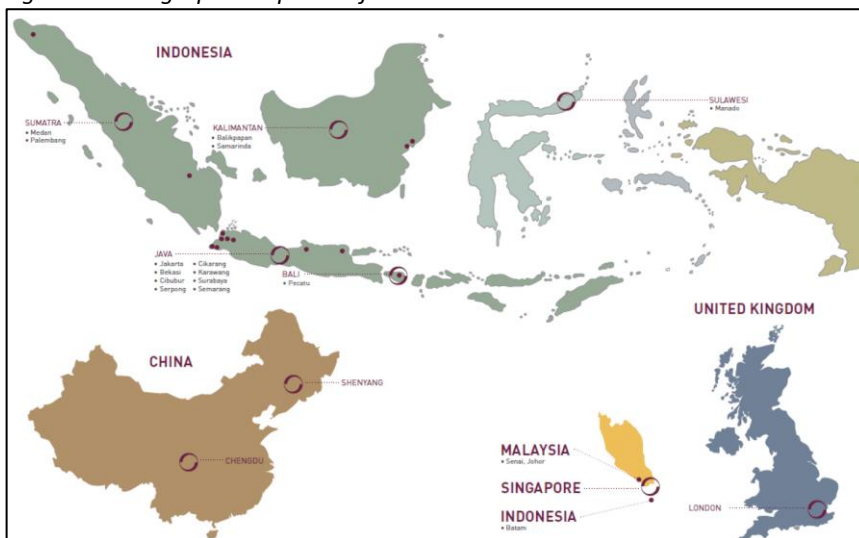 INDONESIA
SUMATRA
• Medan
• Palembang
KALIMANTAN
• Balikpapan
• Samarinda
SULAWESI
• Manado
JAVA
• Jakarta • Cikarang
• Bekasi • Karawang
• Cibubur • Surabaya
• Serpong • Semarang
BALI
• Pecatu
UNITED KINGDOM
LONDON
CHINA
SHENYANG
CHENGDU
MALAYSIA
• Senai, Johor
SINGAPORE
INDONESIA
• Batam